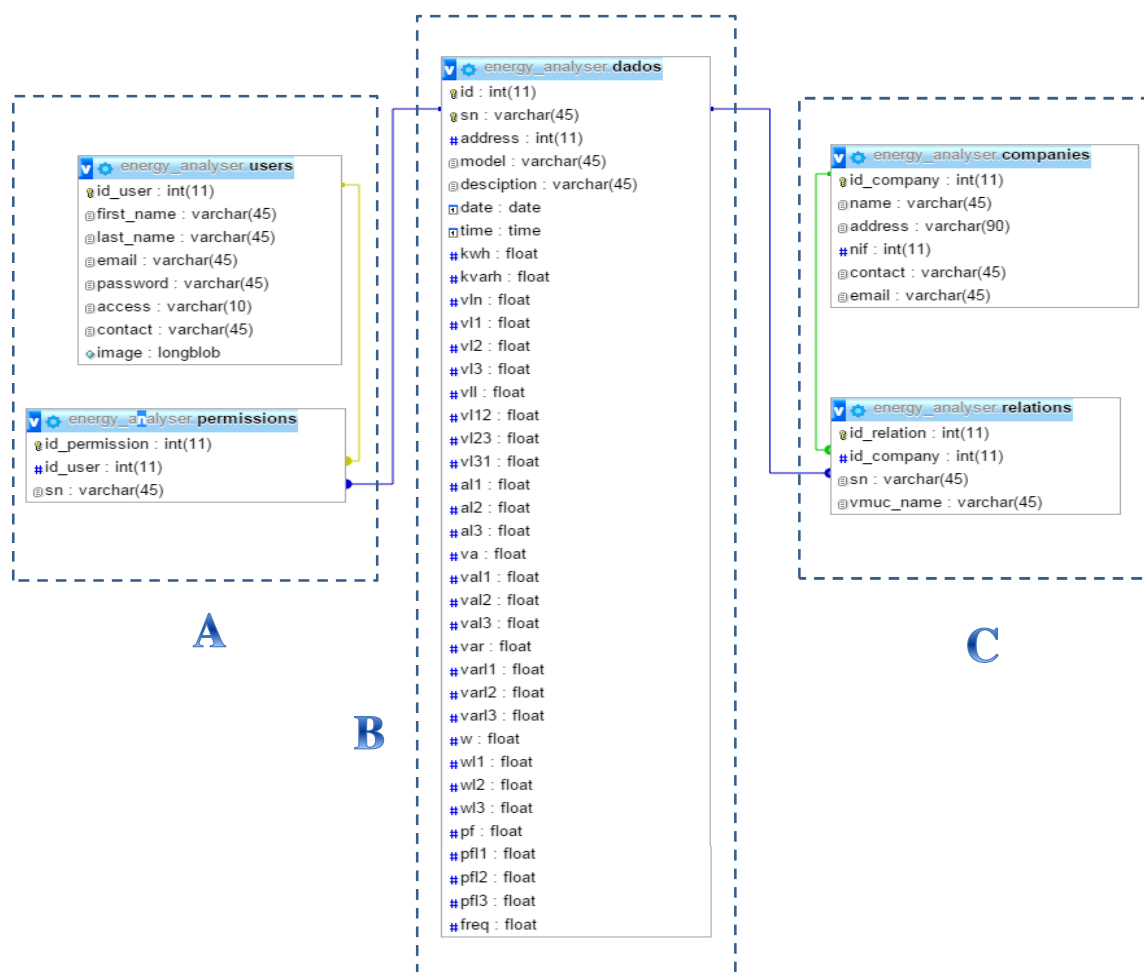 energy_analyser.users
id_user : int(11)
first_name : varchar(45)
last_name : varchar(45)
email : varchar(45)
password : varchar(45)
access : varchar(10)
contact : varchar(45)
image : longblob
energy_analyser.permissions
id_permission : int(11)
id_user : int(11)
sn : varchar(45)
A
energy_analyser.dados
id : int(11)
sn : varchar(45)
address : int(11)
model : varchar(45)
desciption : varchar(45)
date : date
time : time
kwh : float
kvarh : float
vln : float
vl1 : float
vl2 : float
vl3 : float
vll : float
vl12 : float
vl23 : float
vl31 : float
al1 : float
al2 : float
al3 : float
va : float
val1 : float
val2 : float
val3 : float
var : float
varl1 : float
varl2 : float
varl3 : float
w : float
wl1 : float
wl2 : float
wl3 : float
pf : float
pfl1 : float
pfl2 : float
pfl3 : float
freq : float
B
energy_analyser.companies
id_company : int(11)
name : varchar(45)
address : varchar(90)
nif : int(11)
contact : varchar(45)
email : varchar(45)
energy_analyser.relations
id_relation : int(11)
id_company : int(11)
sn : varchar(45)
vmuc_name : varchar(45)
C